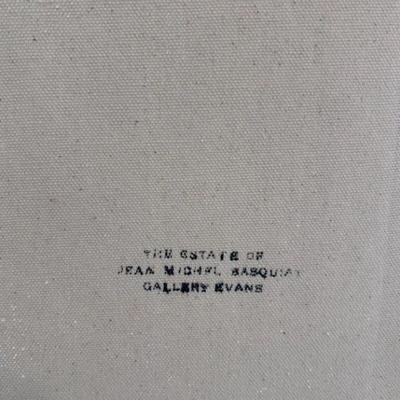 THE ESTATE OF
JEAN MICHEL BASQUIAT
GALLERY EVANS